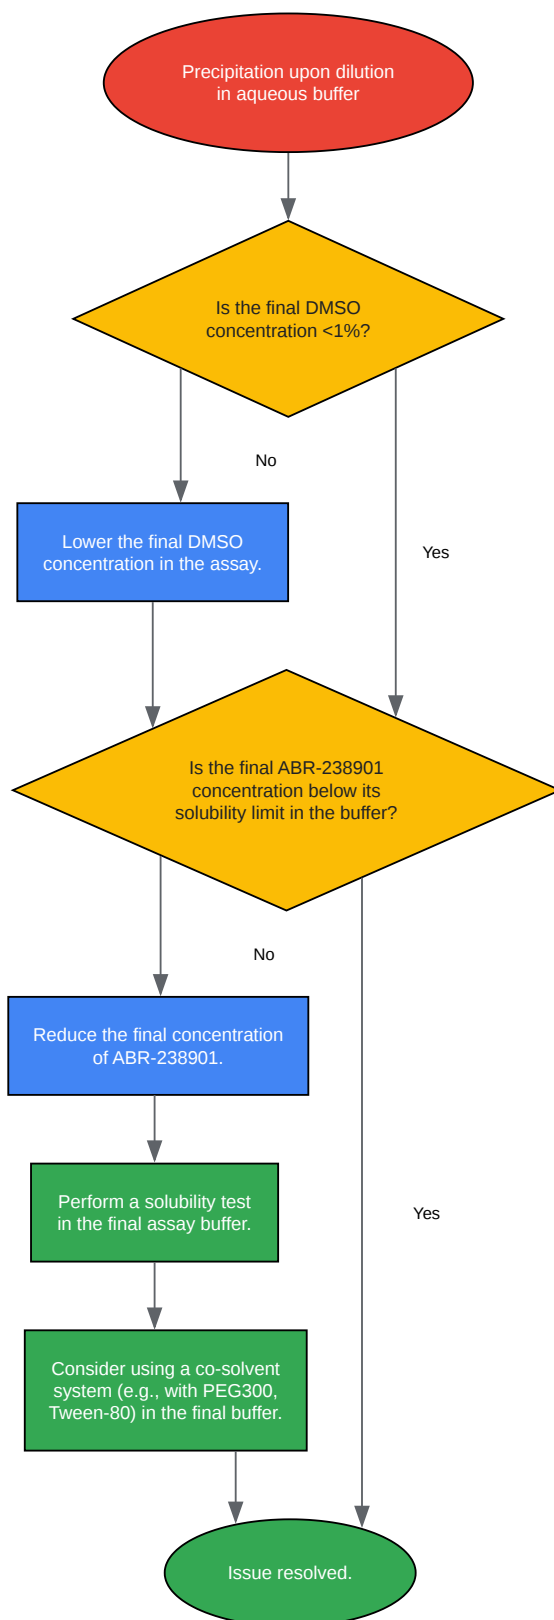 Precipitation upon dilution
in aqueous buffer
Is the final DMSO
concentration <1%?
No
Lower the final DMSO
concentration in the assay.
Yes
Is the final ABR-238901
concentration below its
solubility limit in the buffer?
No
Reduce the final concentration
of ABR-238901.
Perform a solubility test
in the final assay buffer.
Yes
Consider using a co-solvent
system (e.g., with PEG300,
Tween-80) in the final buffer.
Issue resolved.